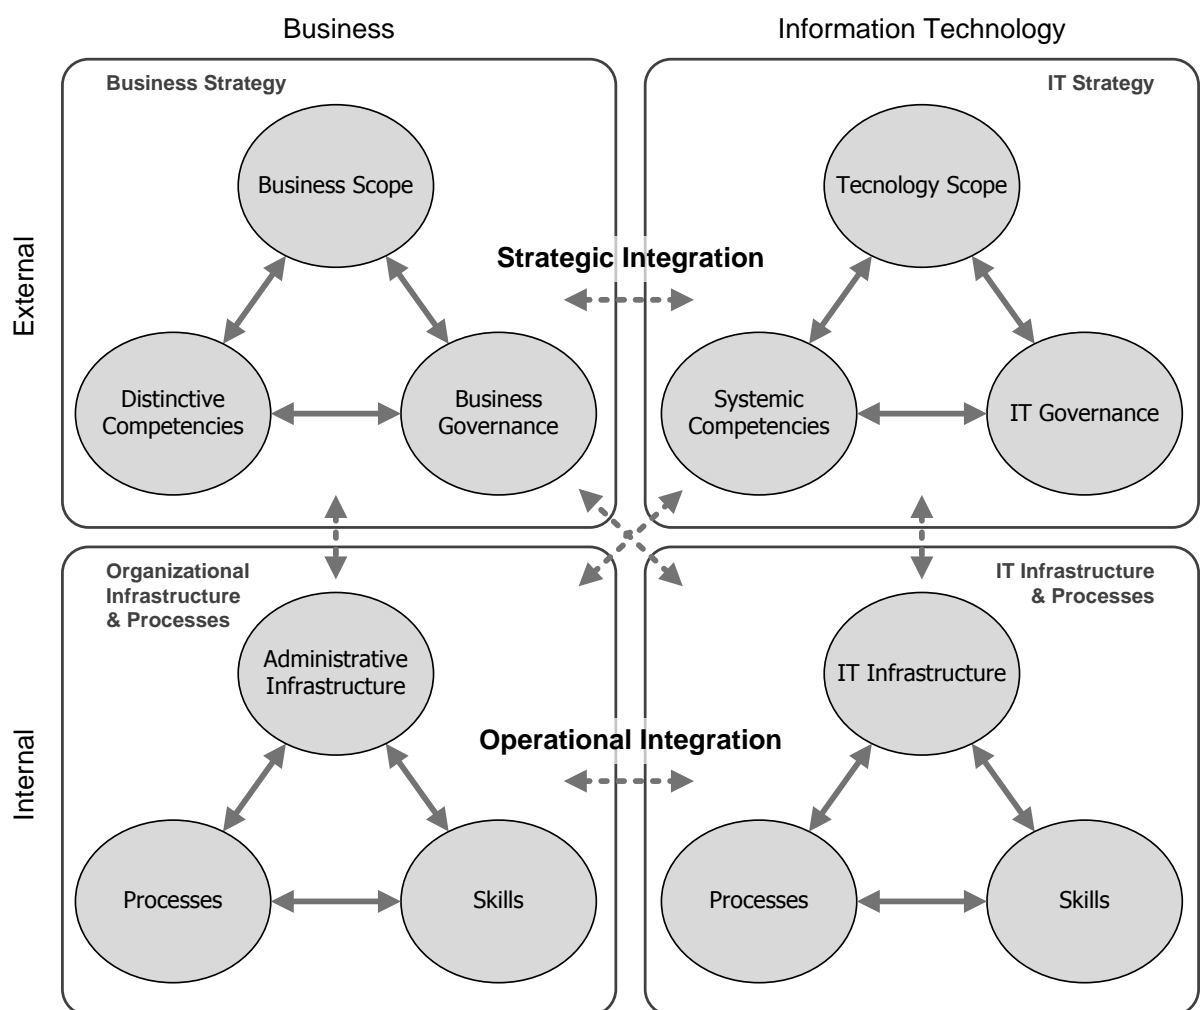 Business
Information Technology
Business Strategy
IT Strategy
Business Scope
Tecnology Scope
External
Strategic Integration
Distinctive
Competencies
Business
Governance
Systemic
Competencies
IT Governance
Organizational
Infrastructure
& Processes
IT Infrastructure
& Processes
Administrative
Infrastructure
IT Infrastructure
Internal
Operational Integration
Processes
Skills
Processes
Skills